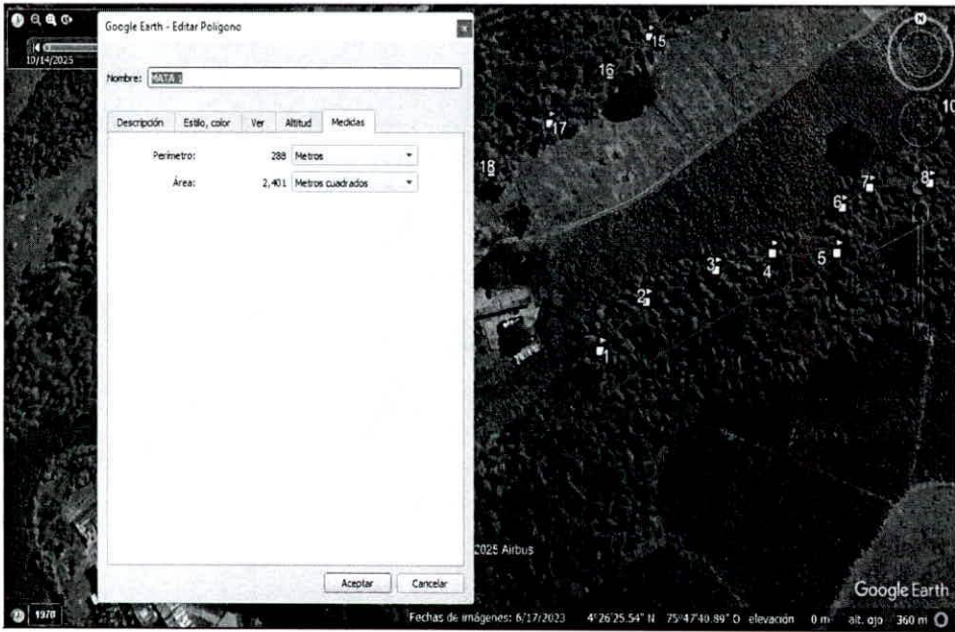 Google Earth - Editar Polígono
10/14/2025
Nombre: MATA 1
Descripción Estilo, color Ver Altitud Medidas
Perímetro: 288 Metros
Área: 2,401 Metros cuadrados
Aceptar Cancelar
N
15
16
17
18
10
8
7
6
5
4
3
2
1
2025 Airbus
Google Earth
1970
Fechas de imágenes: 6/17/2023 4°26'25.54" N 75°47'40.89" O elevación 0 m alt. ojo 360 m